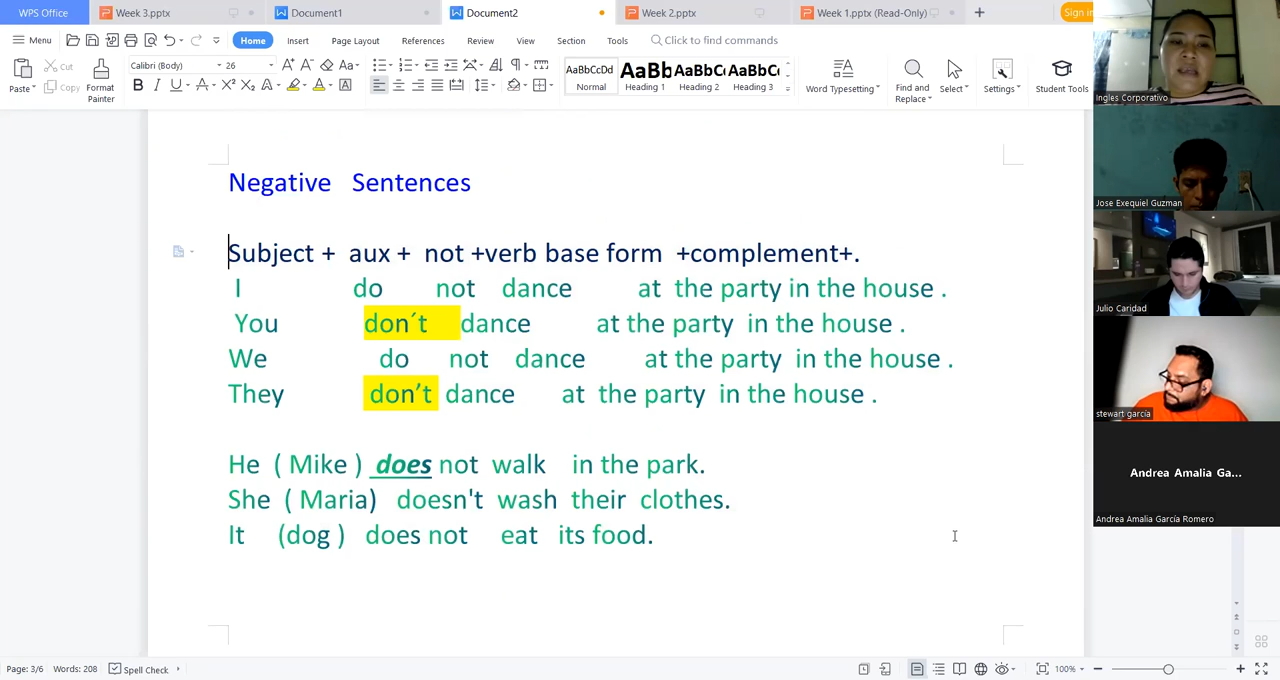 WPS Office
Week 3.pptx
Document1
Document2
Week 2.pptx
Week 1.pptx (Read-Only)
Sign in
Menu
Home
Insert
Page Layout
References
Review
View
Section
Tools
Click to find commands
Paste
Cut
Copy
Format Painter
Calibri (Body)
26
AaBbCcDd
Normal
Heading 1
Heading 2
Heading 3
Word Typesetting
Find and Replace
Select
Settings
Student Tools
Negative Sentences
Subject + aux + not +verb base form +complement+.
I do not dance at the party in the house .
You don´t dance at the party in the house .
We do not dance at the party in the house .
They don’t dance at the party in the house .
He ( Mike ) does not walk in the park.
She ( Maria) doesn't wash their clothes.
It (dog ) does not eat its food.
Ingles Corporativo
Jose Exequiel Guzman
Julio Caridad
stewart garcía
Andrea Amalia Ga...
Andrea Amalia García Romero
Page: 3/6
Words: 208
Spell Check
100%